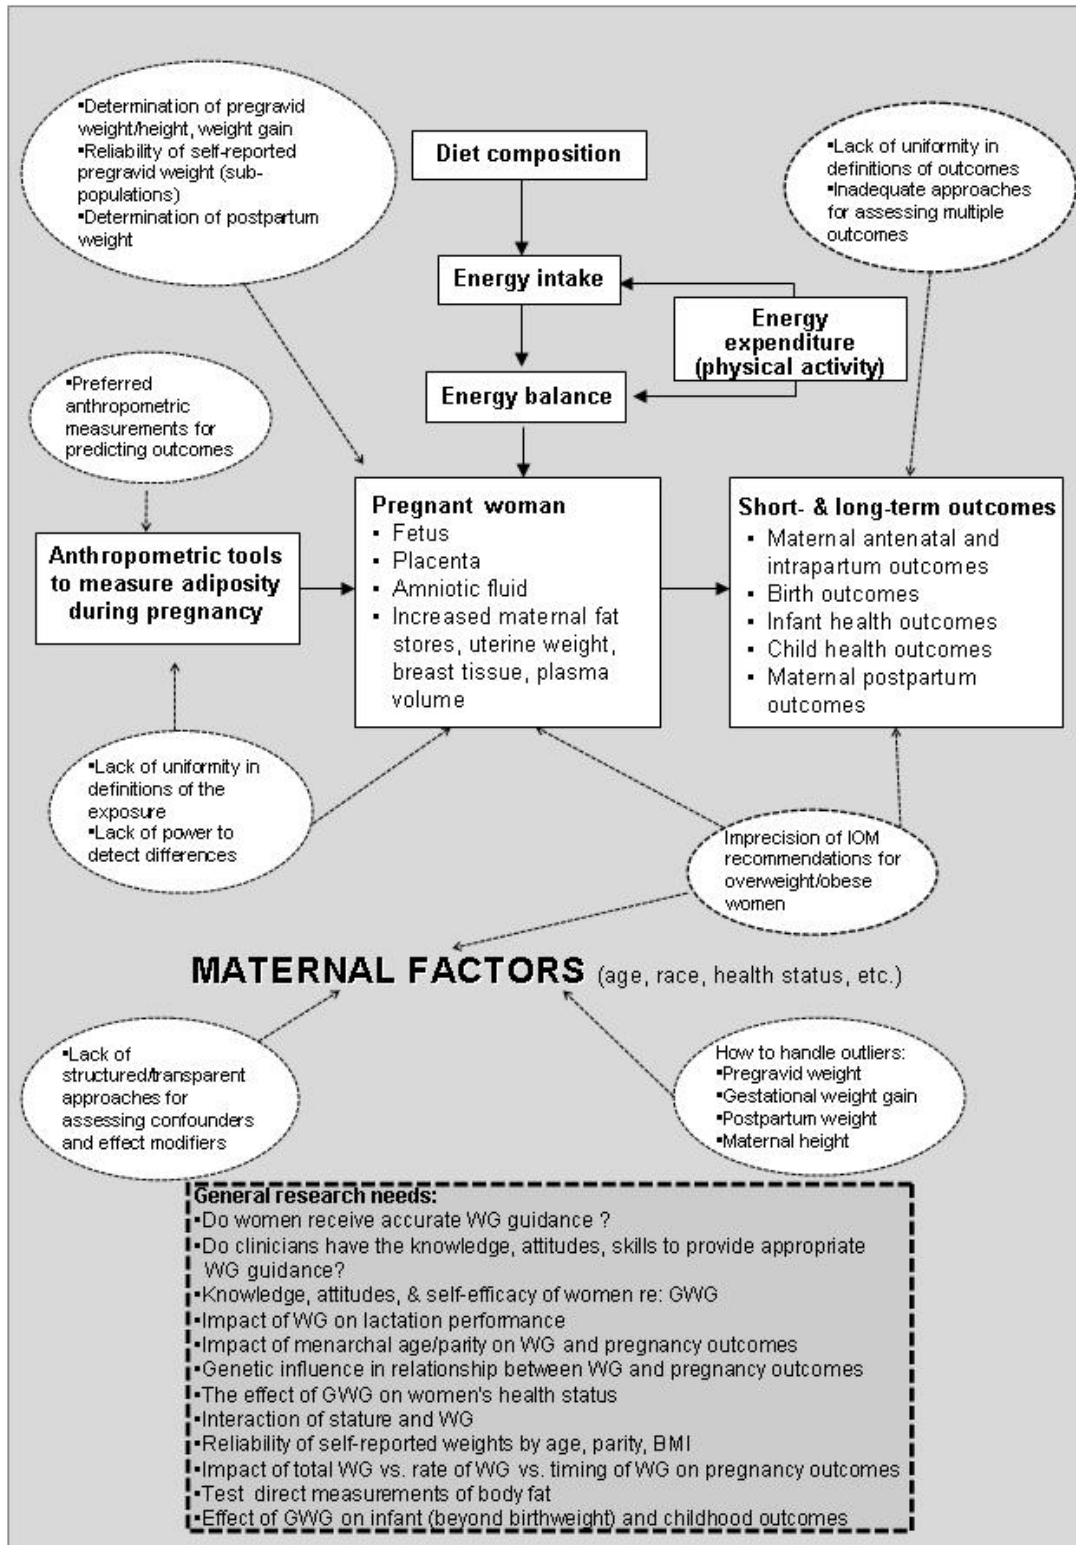 ▪Determination of pregravid
weight/height, weight gain
▪Reliability of self-reported
pregravid weight (sub-
populations)
▪Determination of postpartum
weight
Diet composition
▪Lack of uniformity in
definitions of outcomes
▪Inadequate approaches
for assessing multiple
outcomes
Energy intake
Energy
expenditure
(physical activity)
Energy balance
▪Preferred
anthropometric
measurements for
predicting outcomes
Anthropometric tools
to measure adiposity
during pregnancy
Pregnant woman
▪ Fetus
▪ Placenta
▪ Amniotic fluid
▪ Increased maternal fat
stores, uterine weight,
breast tissue, plasma
volume
Short- & long-term outcomes
▪ Maternal antenatal and
intrapartum outcomes
▪ Birth outcomes
▪ Infant health outcomes
▪ Child health outcomes
▪ Maternal postpartum
outcomes
▪Lack of uniformity in
definitions of the
exposure
▪Lack of power to
detect differences
Imprecision of IOM
recommendations for
overweight/obese
women
MATERNAL FACTORS (age, race, health status, etc.)
▪Lack of
structured/transparent
approaches for
assessing confounders
and effect modifiers
How to handle outliers:
▪Pregravid weight
▪Gestational weight gain
▪Postpartum weight
▪Maternal height
General research needs:
▪Do women receive accurate WG guidance ?
▪Do clinicians have the knowledge, attitudes, skills to provide appropriate
WG guidance?
▪Knowledge, attitudes, & self-efficacy of women re: GWG
▪Impact of WG on lactation performance
▪Impact of menarchal age/parity on WG and pregnancy outcomes
▪Genetic influence in relationship between WG and pregnancy outcomes
▪The effect of GWG on women's health status
▪Interaction of stature and WG
▪Reliability of self-reported weights by age, parity, BMI
▪Impact of total WG vs. rate of WG vs. timing of WG on pregnancy outcomes
▪Test direct measurements of body fat
▪Effect of GWG on infant (beyond birthweight) and childhood outcomes